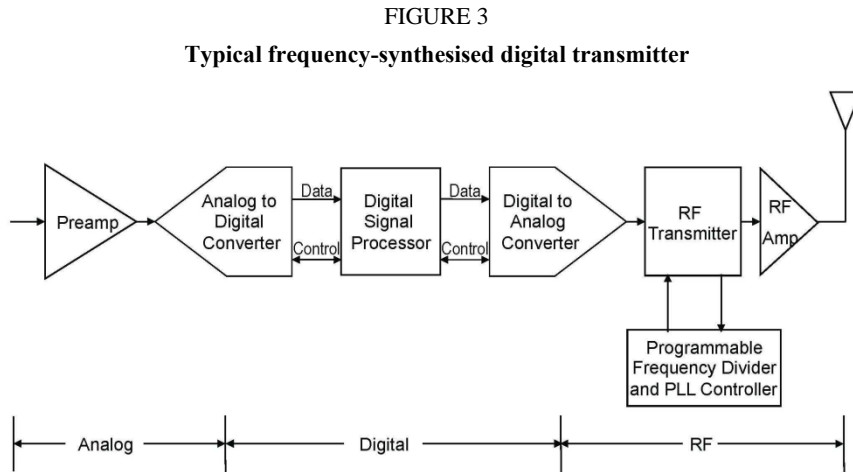 FIGURE 3
Typical frequency-synthesised digital transmitter
Preamp
Analog to
Digital
Converter
Data
Control
Digital
Signal
Processor
Data
Control
Digital to
Analog
Converter
RF
Transmitter
RF
Amp
Programmable
Frequency Divider
and PLL Controller
Analog
Digital
RF